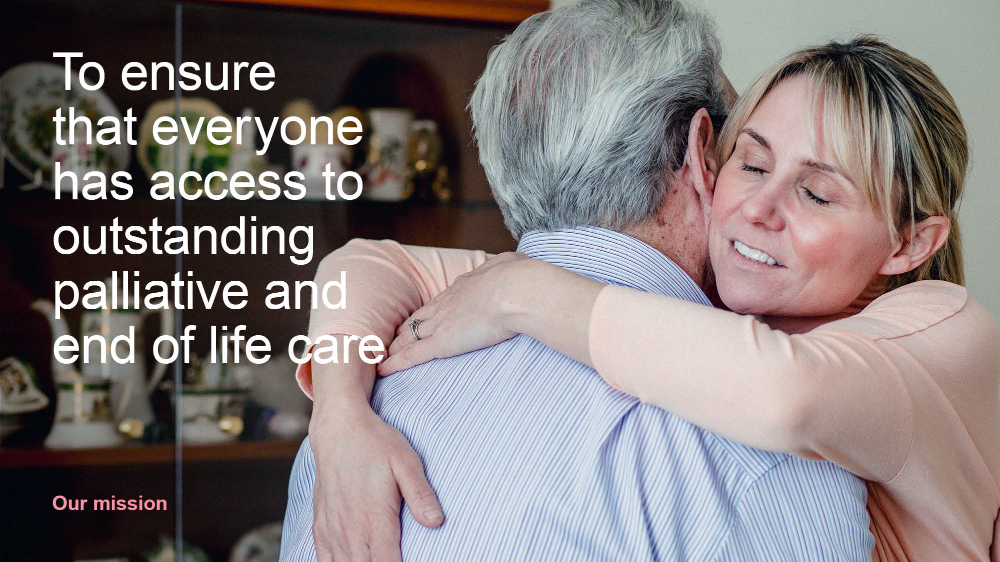 To ensure
that everyone
has access to
outstanding
palliative and
end of life care
Our mission